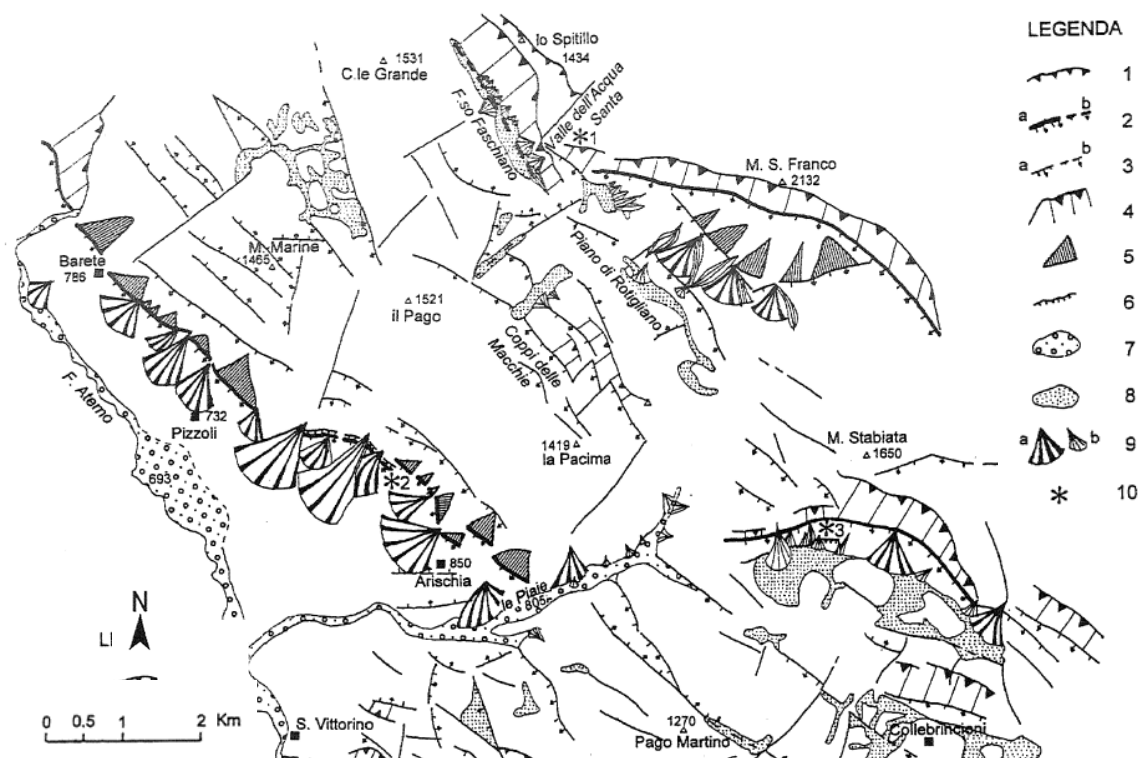 LEGENDA
1
a b 2
a b 3
4
5
6
7
8
a b 9
10
lo Spitillo
1434
1531
C.le Grande
F.so Faschiano
Valle dell'Acqua
Santa
1
M. S. Franco
2132
M. Marine
1465
Barete
786
1521
il Pago
Piano di Rotigliano
Coppi delle
Macchie
F. Aterno
732
Pizzoli
693
1419
la Pacima
M. Stabiata
1650
2
3
850
Arischia
le Piaie
805
N
LI
0 0.5 1 2 Km
S. Vittorino
1270
Pago Martino
Collebrincioni